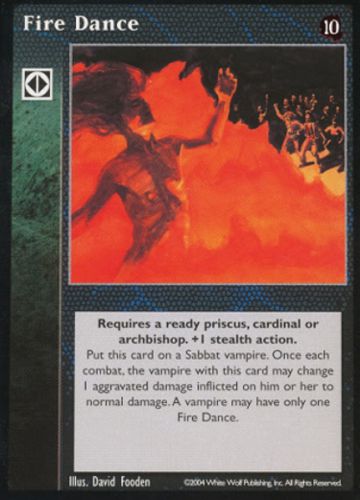 Fire Dance
10
Requires a ready priscus, cardinal or
archbishop. +1 stealth action.
Put this card on a Sabbat vampire. Once each
combat, the vampire with this card may change
1 aggravated damage inflicted on him or her to
normal damage. A vampire may have only one
Fire Dance.
Illus. David Fooden
©2004 White Wolf Publishing, Inc. All Rights Reserved.